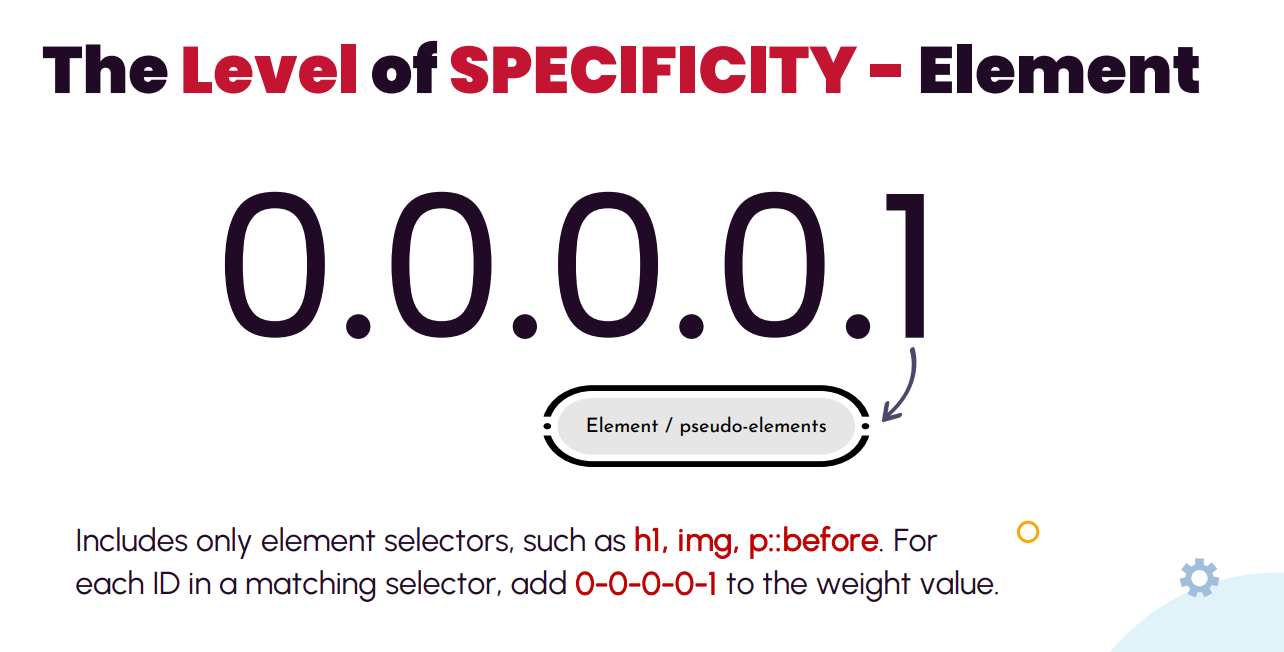 The Level of SPECIFICITY - Element
0.0.0.0.1
Element / pseudo-elements
Includes only element selectors, such as h1, img, p::before. For
each ID in a matching selector, add 0-0-0-0-1 to the weight value.